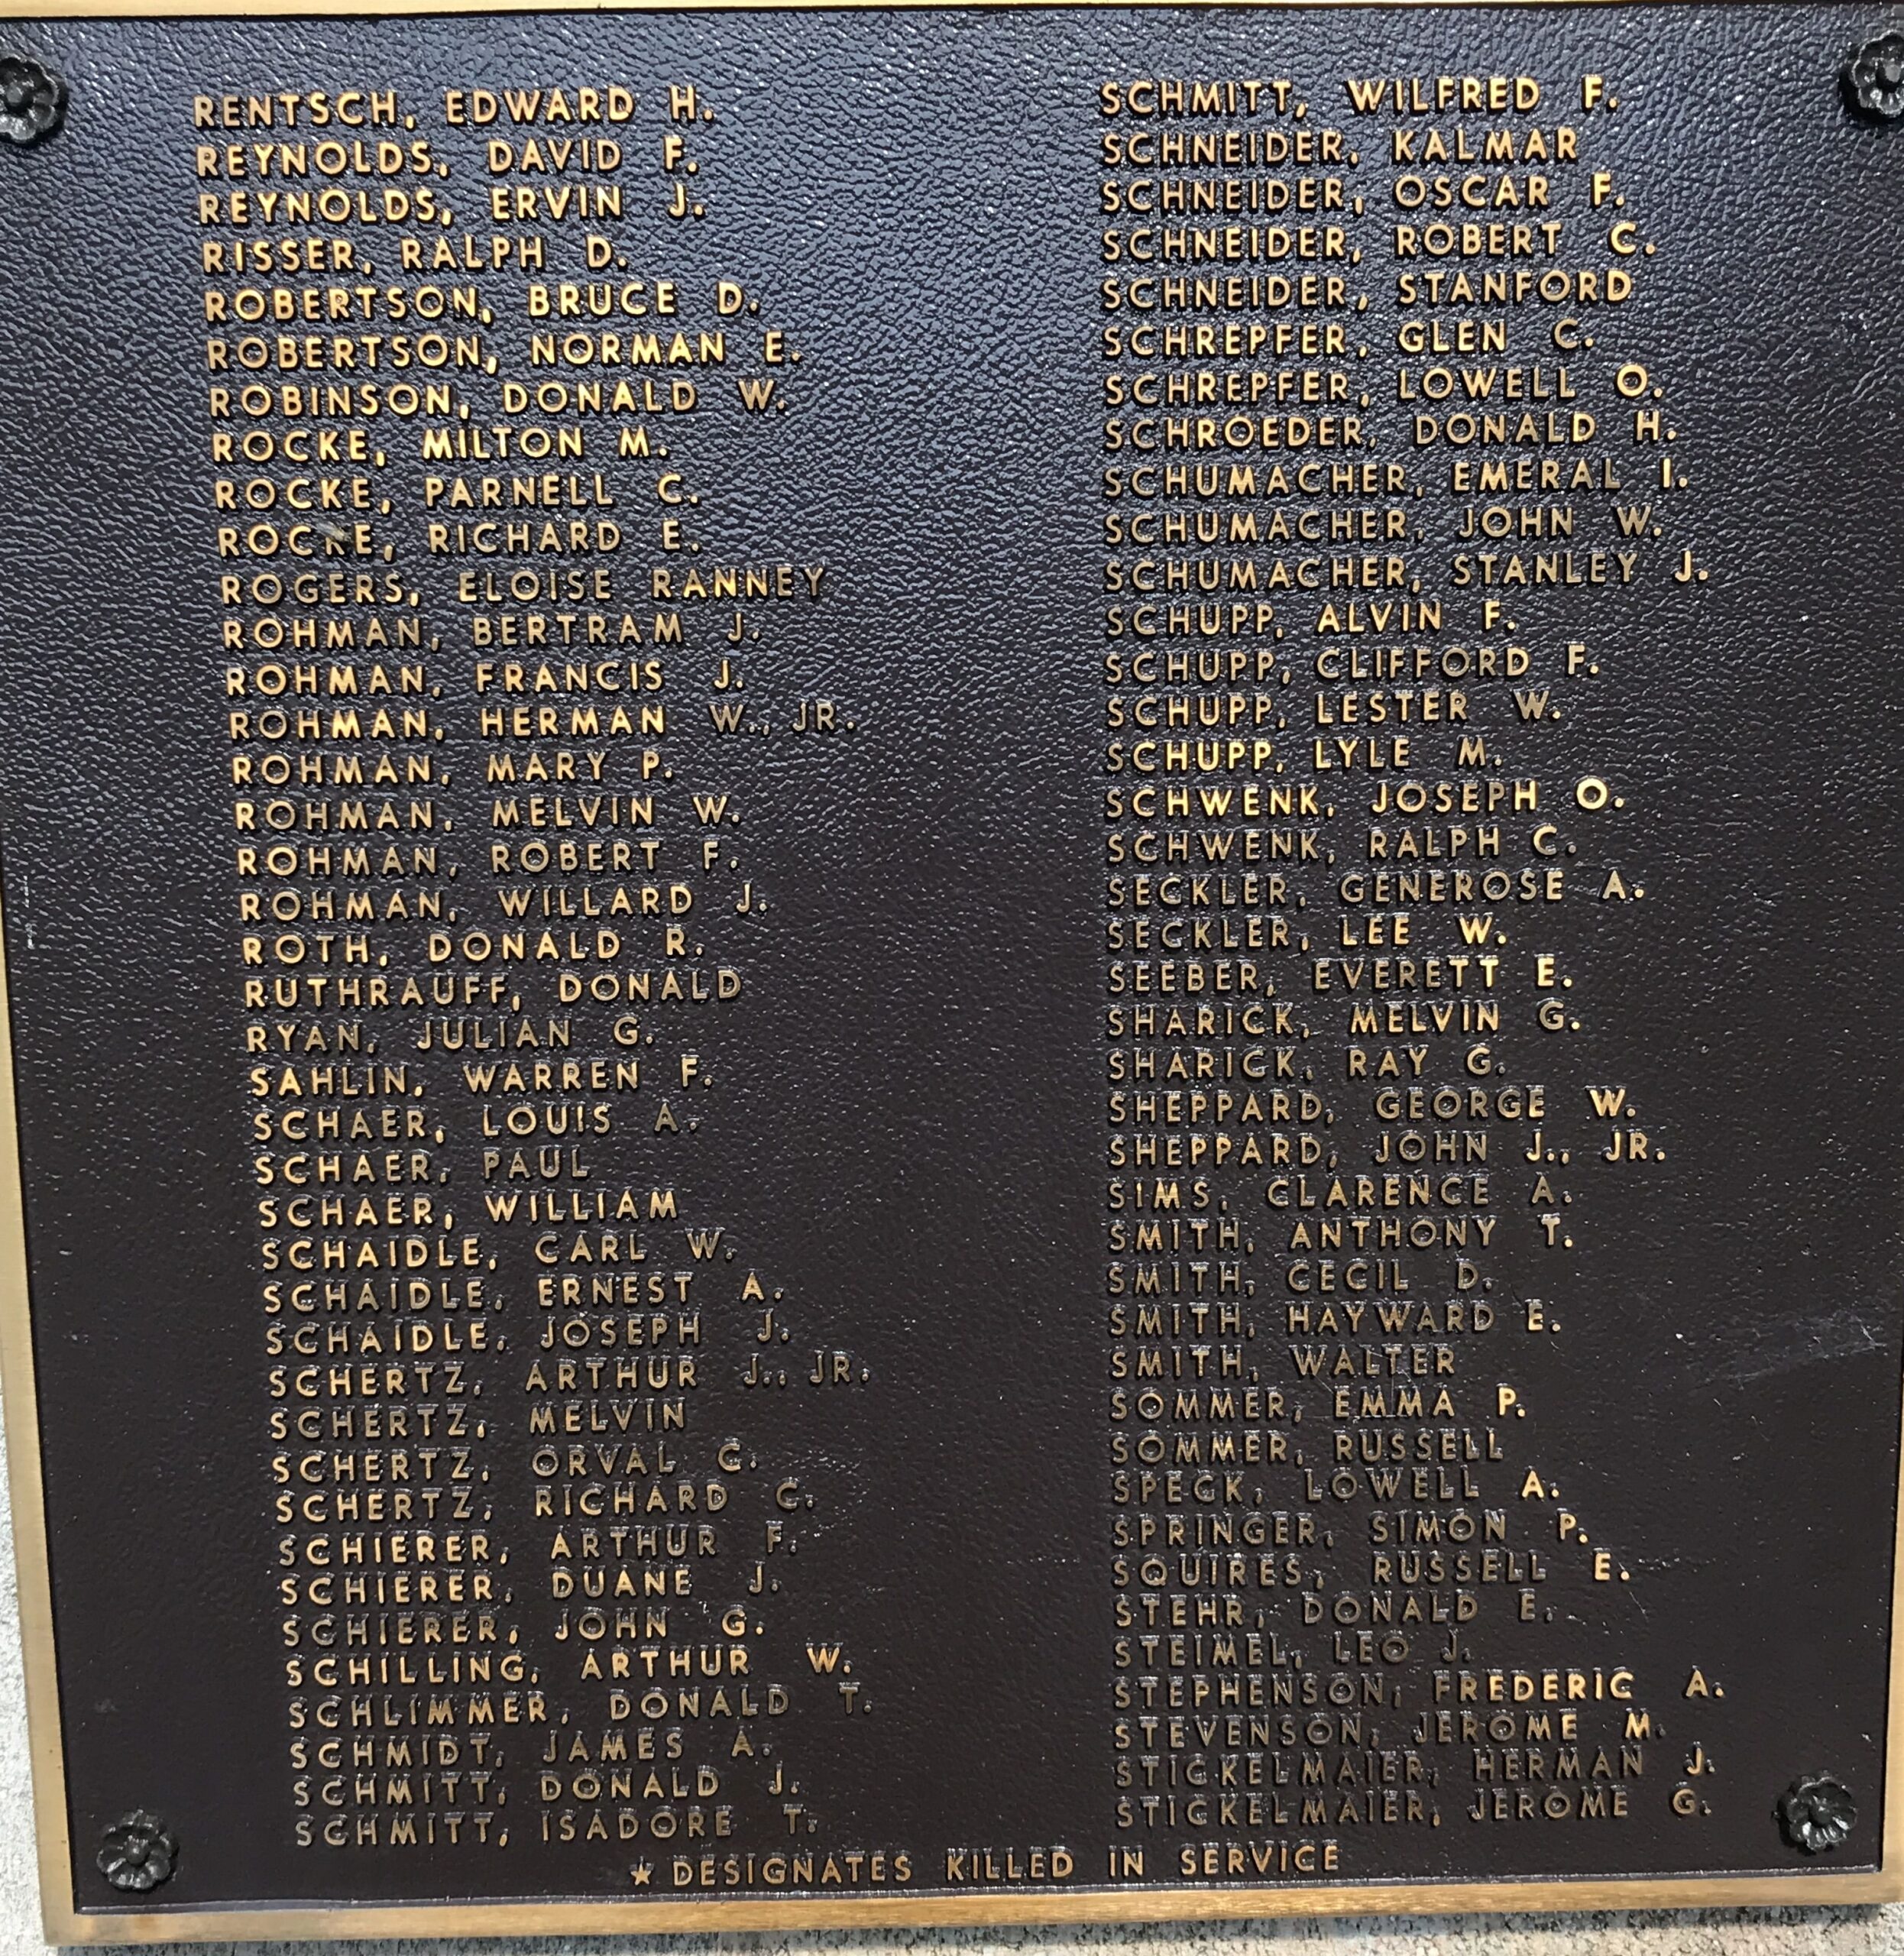 RENTSCH, EDWARD H.
REYNOLDS, DAVID F.
REYNOLDS, ERVIN J.
RISSER, RALPH D.
ROBERTSON, BRUCE D.
ROBERTSON, NORMAN E.
ROBINSON, DONALD W.
ROCKE, MILTON M.
ROCKE, PARNELL C.
ROCKE, RICHARD E.
ROGERS, ELOISE RANNEY
ROHMAN, BERTRAM J.
ROHMAN, FRANCIS J.
ROHMAN, HERMAN W., JR.
ROHMAN, MARY P.
ROHMAN, MELVIN W.
ROHMAN, ROBERT F.
ROHMAN, WILLARD J.
ROTH, DONALD R.
RUTHRAUFF, DONALD
RYAN, JULIAN G.
SAHLIN, WARREN F.
SCHAER, LOUIS A.
SCHAER, PAUL
SCHAER, WILLIAM
SCHAIDLE, CARL W.
SCHAIDLE, ERNEST A.
SCHAIDLE, JOSEPH J.
SCHERTZ, ARTHUR J., JR.
SCHERTZ, MELVIN
SCHERTZ, ORVAL C.
SCHERTZ, RICHARD C.
SCHIERER, ARTHUR F.
SCHIERER, DUANE J.
SCHIERER, JOHN G.
SCHILLING, ARTHUR W.
SCHLIMMER, DONALD T.
SCHMIDT, JAMES A.
SCHMITT, DONALD J.
SCHMITT, ISADORE T.
SCHMITT, WILFRED F.
SCHNEIDER, KALMAR
SCHNEIDER, OSCAR F.
SCHNEIDER, ROBERT C.
SCHNEIDER, STANFORD
SCHREPFER, GLEN C.
SCHREPFER, LOWELL O.
SCHROEDER, DONALD H.
SCHUMACHER, EMERAL I.
SCHUMACHER, JOHN W.
SCHUMACHER, STANLEY J.
SCHUPP, ALVIN F.
SCHUPP, CLIFFORD F.
SCHUPP, LESTER W.
SCHUPP, LYLE M.
SCHWENK, JOSEPH O.
SCHWENK, RALPH C.
SECKLER, GENEROSE A.
SECKLER, LEE W.
SEEBER, EVERETT E.
SHARICK, MELVIN G.
SHARICK, RAY G.
SHEPPARD, GEORGE W.
SHEPPARD, JOHN J., JR.
SIMS, CLARENCE A.
SMITH, ANTHONY T.
SMITH, CECIL D.
SMITH, HAYWARD E.
SMITH, WALTER
SOMMER, EMMA P.
SOMMER, RUSSELL
SPECK, LOWELL A.
SPRINGER, SIMON P.
SQUIRES, RUSSELL E.
STEHR, DONALD E.
STEIMEL, LEO J.
STEPHENSON, FREDERIC A.
STEVENSON, JEROME M.
STICKELMAIER, HERMAN J.
STICKELMAIER, JEROME G.
★ DESIGNATES KILLED IN SERVICE